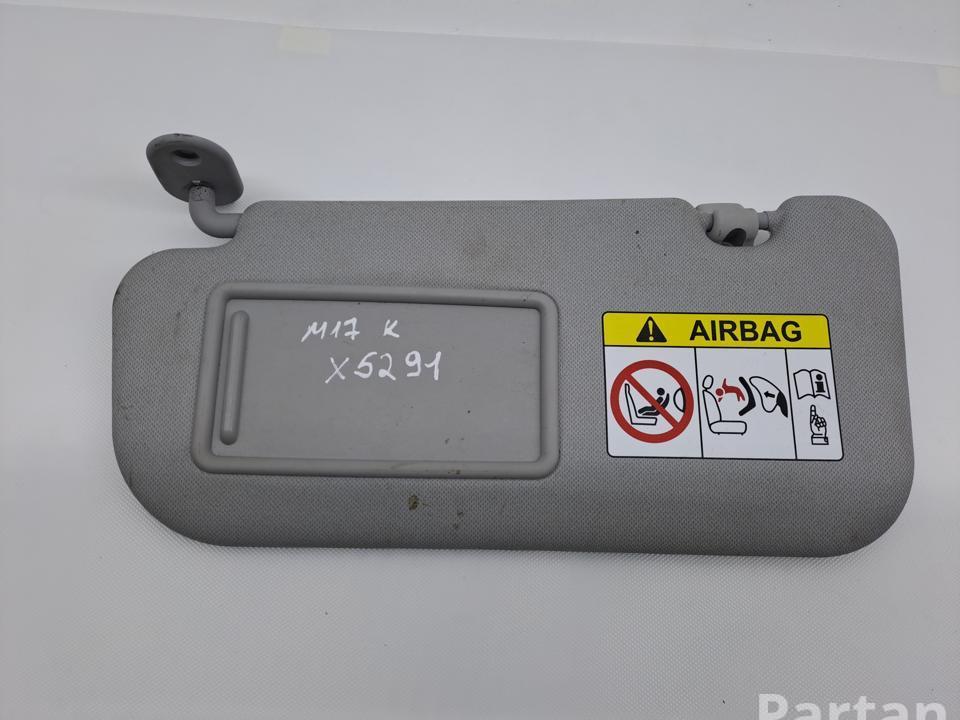 M17 K
X5291
AIRBAG
Partan